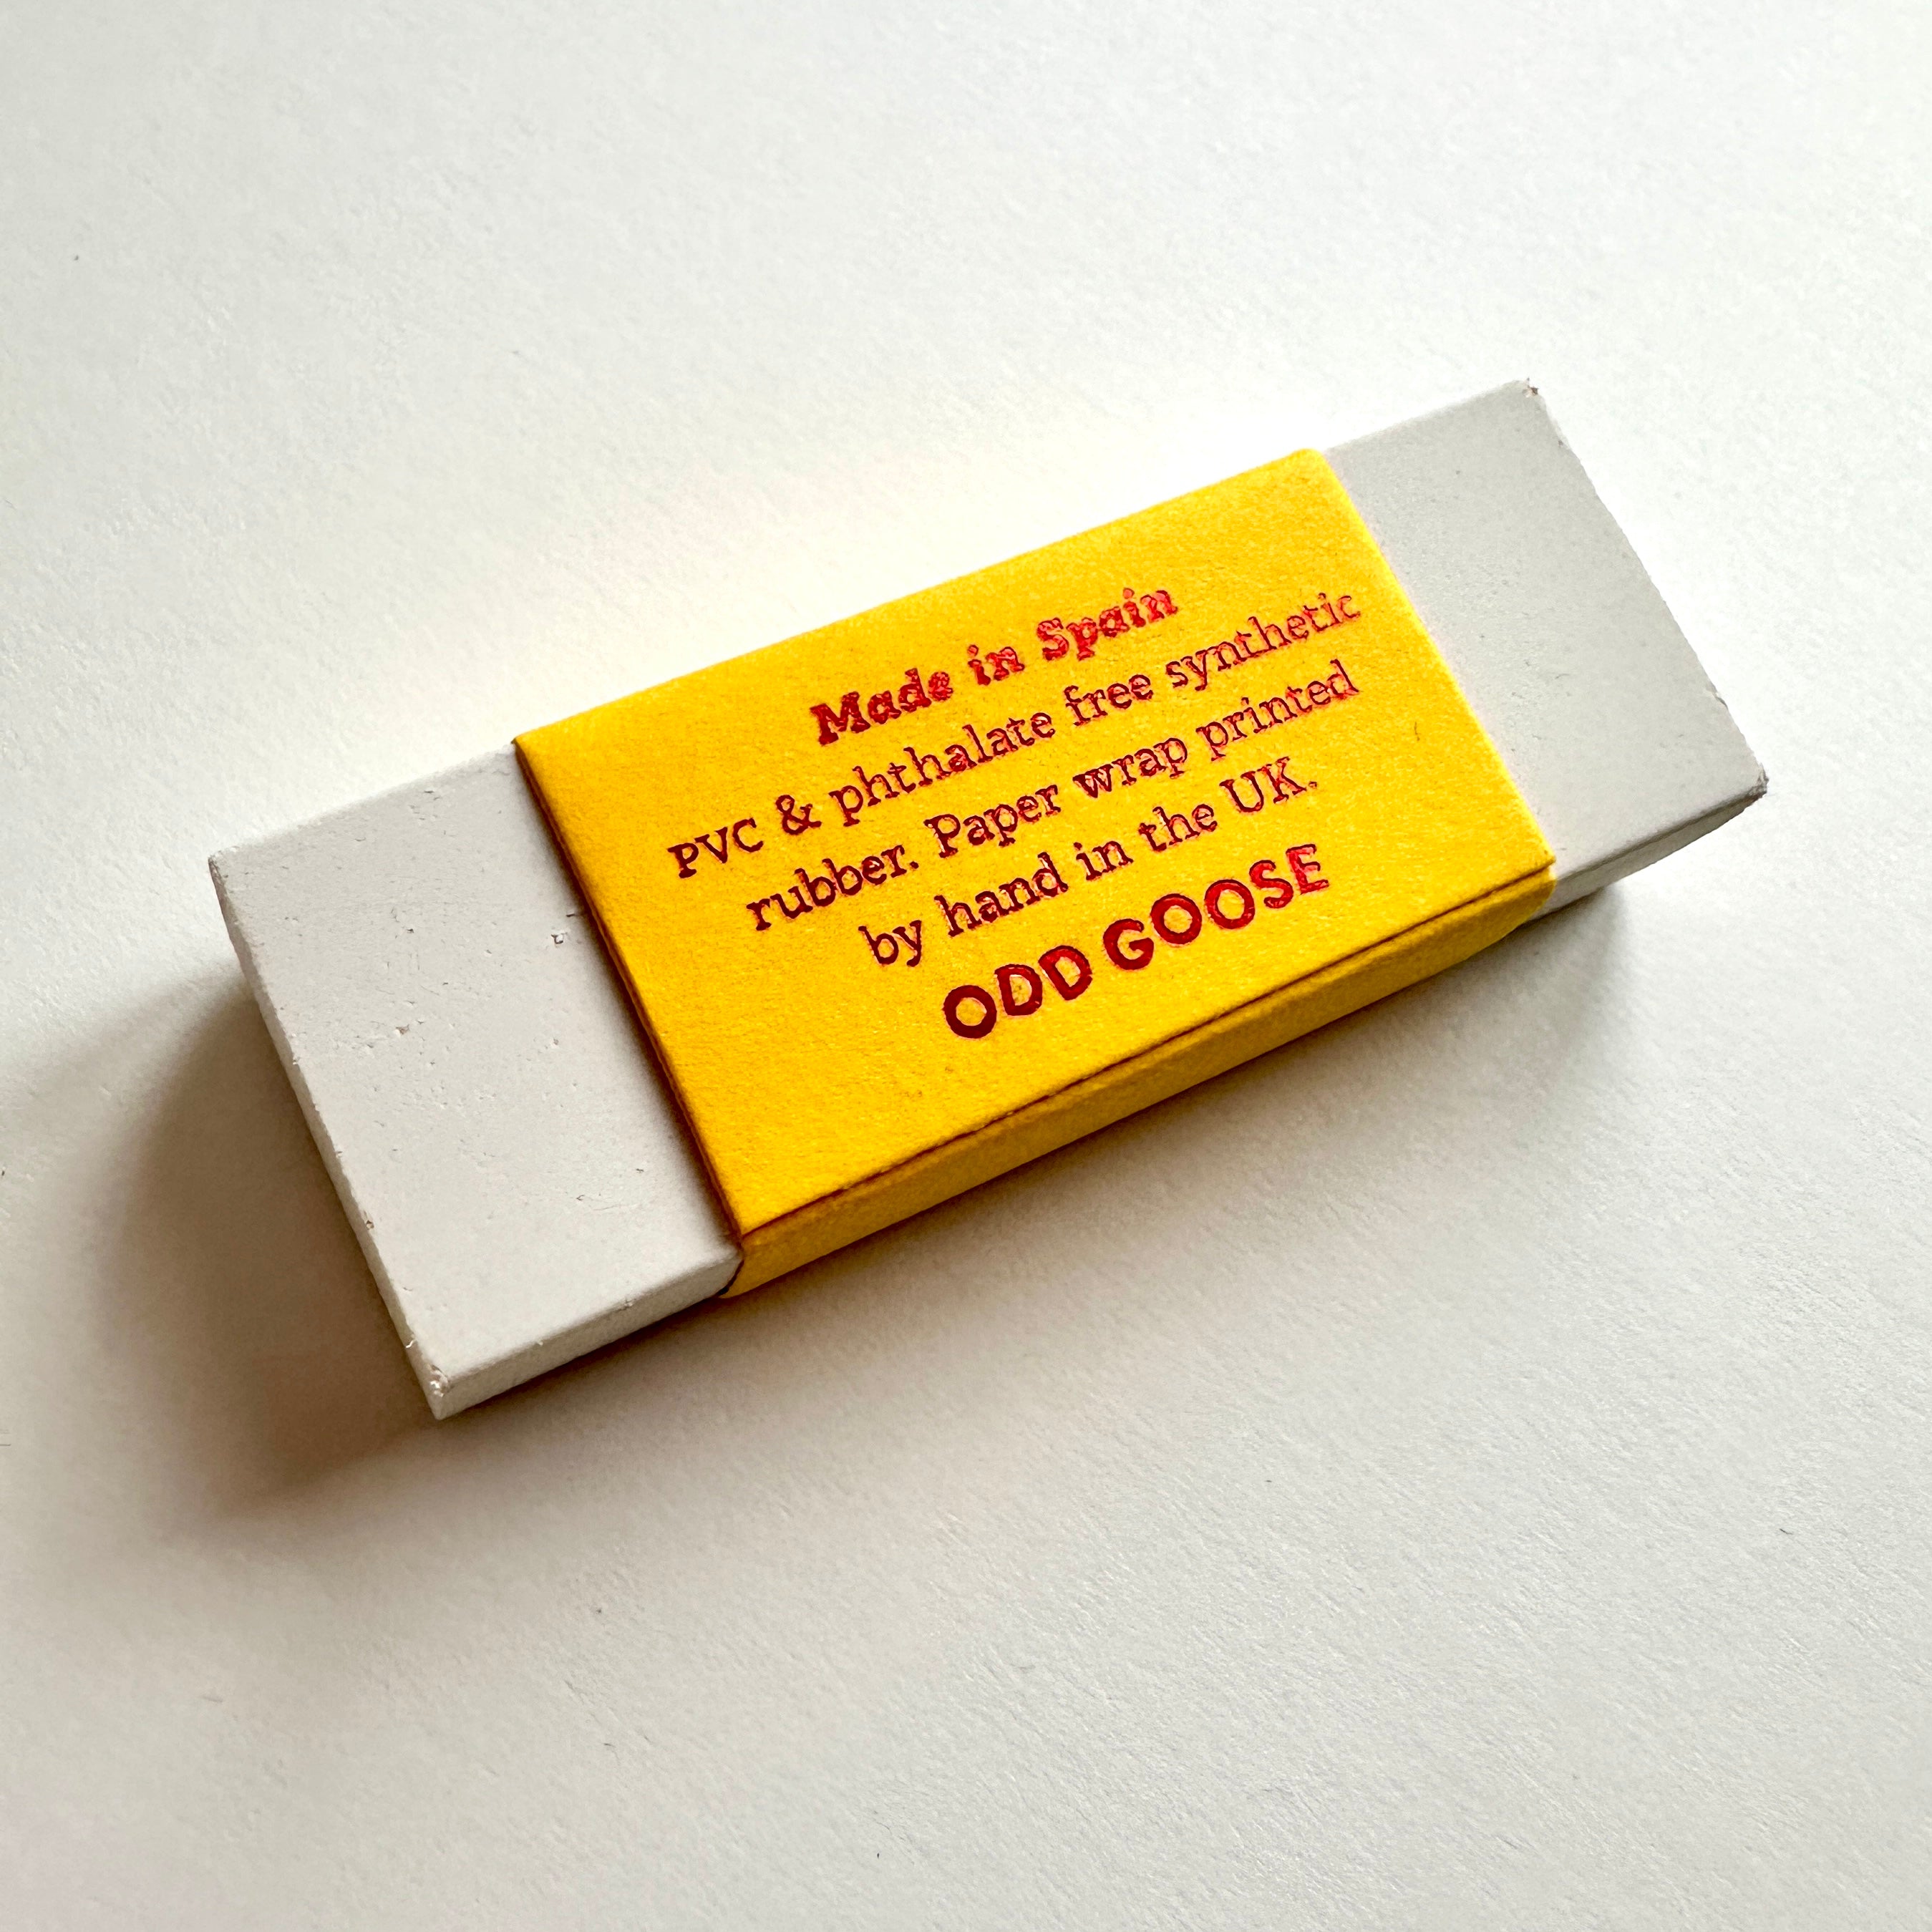 Made in Spain
PVC & phthalate free synthetic
rubber. Paper wrap printed
by hand in the UK.
ODD GOOSE